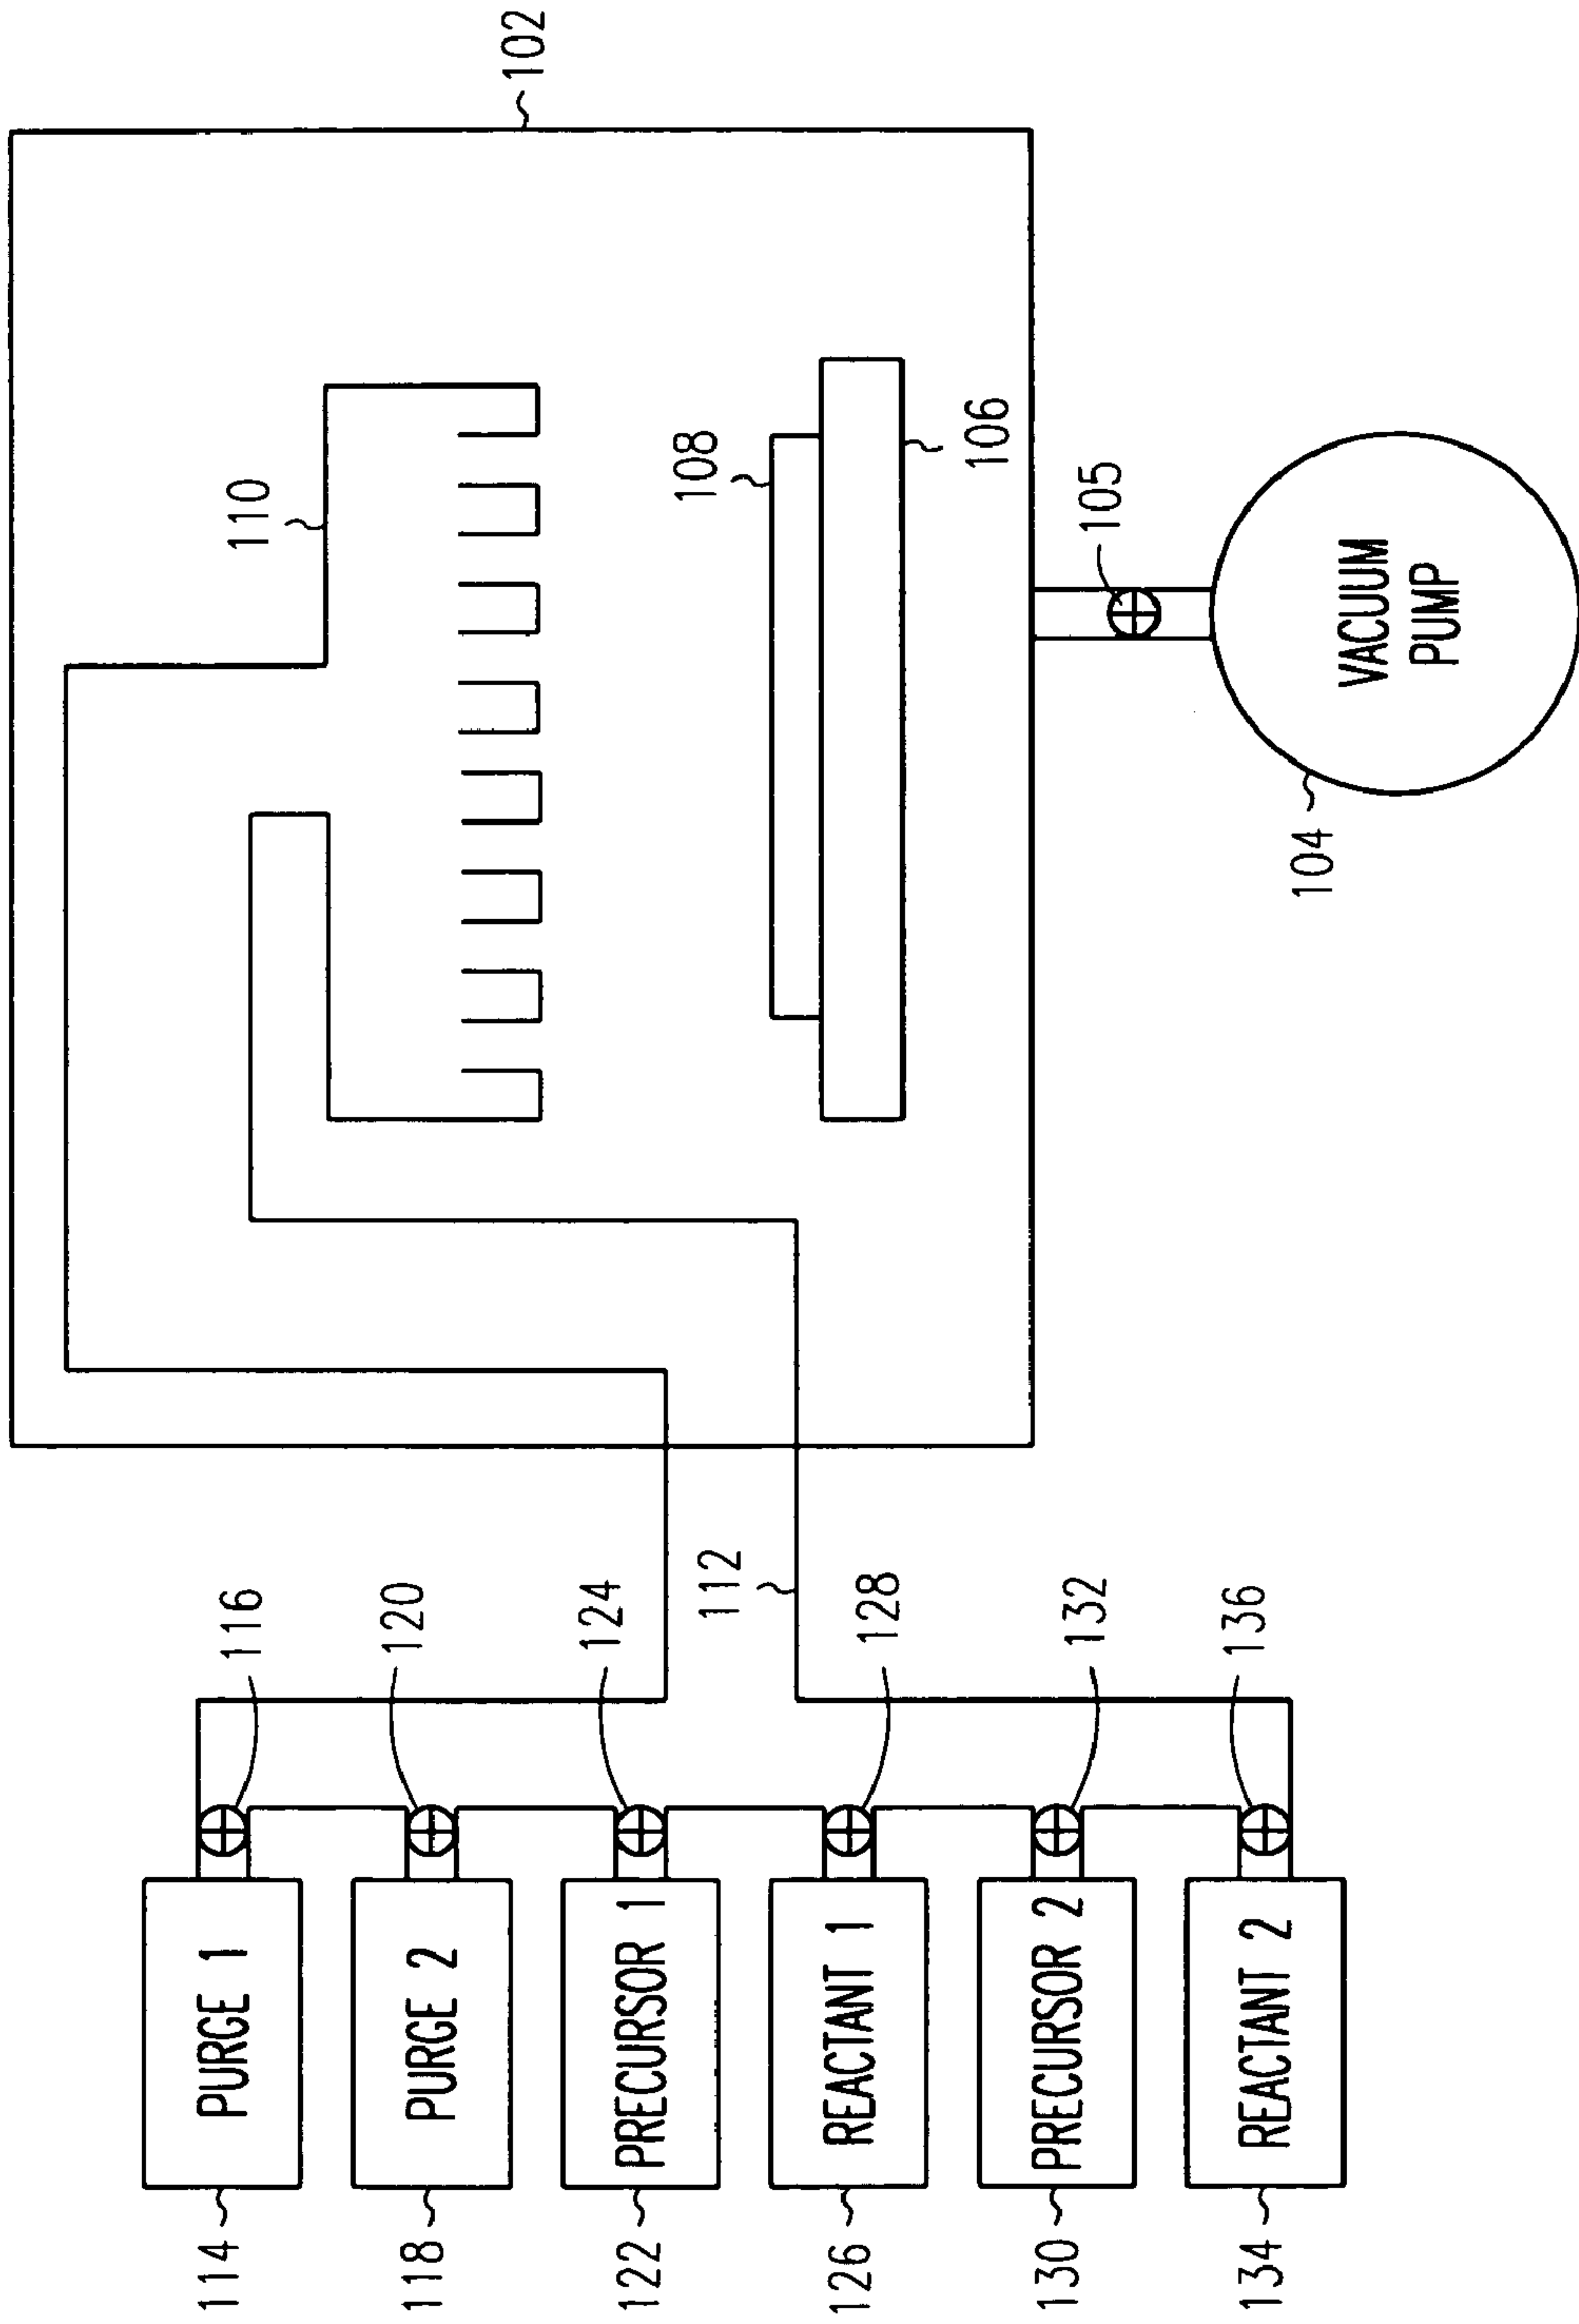 102
110
108
106
105
VACUUM
PUMP
104
112
116
120
124
128
132
136
114
PURGE 1
118
PURGE 2
122
PRECURSOR 1
126
REACTANT 1
130
PRECURSOR 2
134
REACTANT 2